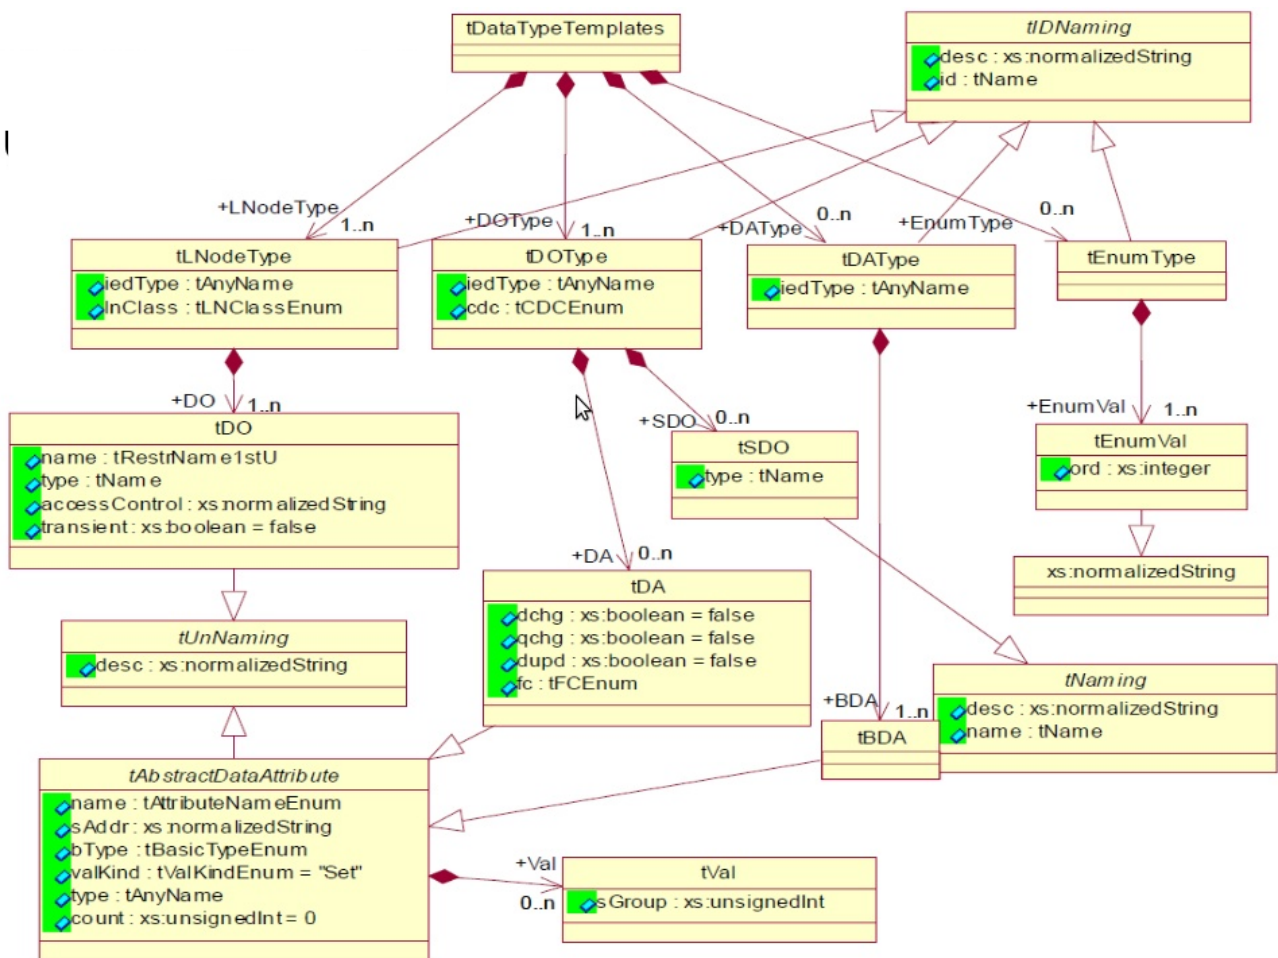 tDataTypeTemplates
tIDNaming
desc : xs:normalizedString
id : tName
+LNodeType
1..n
+DOType
1..n
+DAType
0..n
+EnumType
0..n
tLNodeType
iedType : tAnyName
lnClass : tLNClassEnum
tDOType
iedType : tAnyName
cdc : tCDCEnum
tDAType
iedType : tAnyName
tEnumType
+DO
1..n
+SDO
0..n
+EnumVal
1..n
tDO
name : tRestrName1stU
type : tName
accessControl : xs:normalizedString
transient : xs:boolean = false
tSDO
type : tName
tEnumVal
ord : xs:integer
+DA
0..n
xs:normalizedString
tDA
dchg : xs:boolean = false
qchg : xs:boolean = false
dupd : xs:boolean = false
fc : tFCEnum
tUnNaming
desc : xs:normalizedString
+BDA
1..n
tNaming
desc : xs:normalizedString
name : tName
tBDA
tAbstractDataAttribute
name : tAttributeNameEnum
sAddr : xs:normalizedString
bType : tBasicTypeEnum
valKind : tValKindEnum = "Set"
type : tAnyName
count : xs:unsignedInt = 0
+Val
0..n
tVal
sGroup : xs:unsignedInt